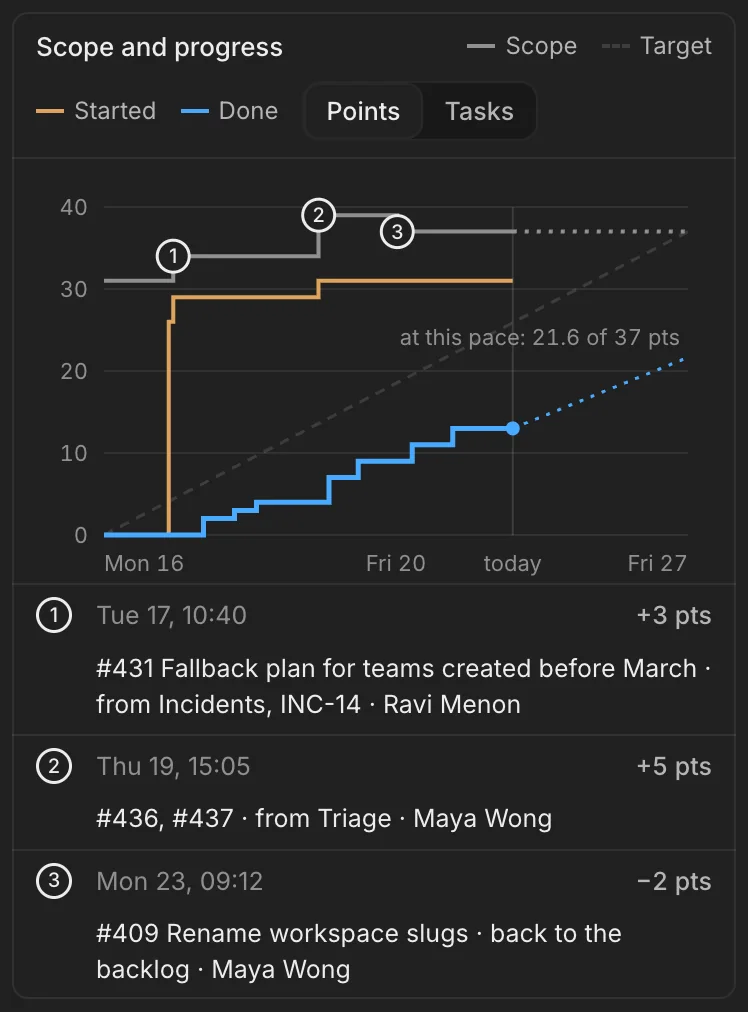 Scope and progress
Scope
Target
Started
Done
Points
Tasks
40
30
20
10
0
1
2
3
at this pace: 21.6 of 37 pts
Mon 16
Fri 20
today
Fri 27
1
Tue 17, 10:40
+3 pts
#431 Fallback plan for teams created before March ·
from Incidents, INC-14 · Ravi Menon
2
Thu 19, 15:05
+5 pts
#436, #437 · from Triage · Maya Wong
3
Mon 23, 09:12
−2 pts
#409 Rename workspace slugs · back to the
backlog · Maya Wong